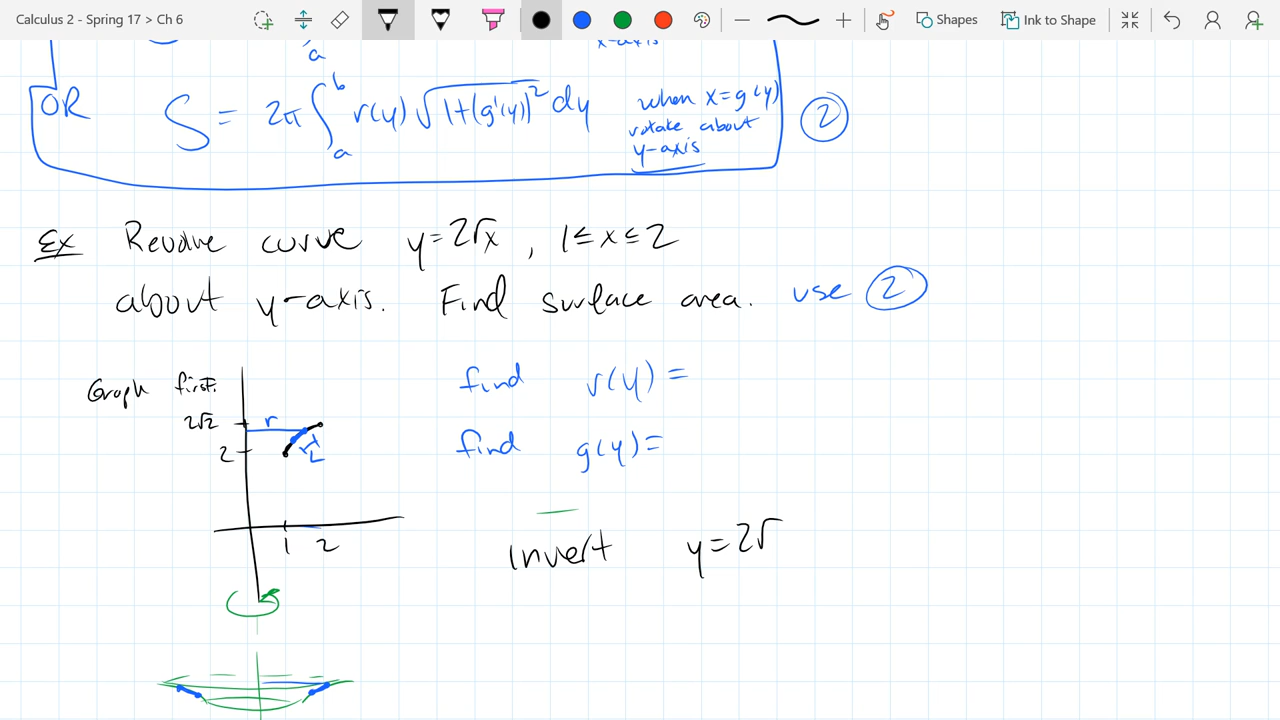 Calculus 2 - Spring 17 > Ch 6
Shapes
Ink to Shape
a
x-axis
OR S = 2π ∫ₐᵇ r(y) √(1+(g'(y))² dy
when x=g(y)
rotate about
y-axis
②
Ex Revolve curve y=2√x , 1≤x≤2
about y-axis. Find surface area. use ②
Graph first.
find r(y) =
2√2
r
2
L
find g(y)=
1 2
invert y=2√